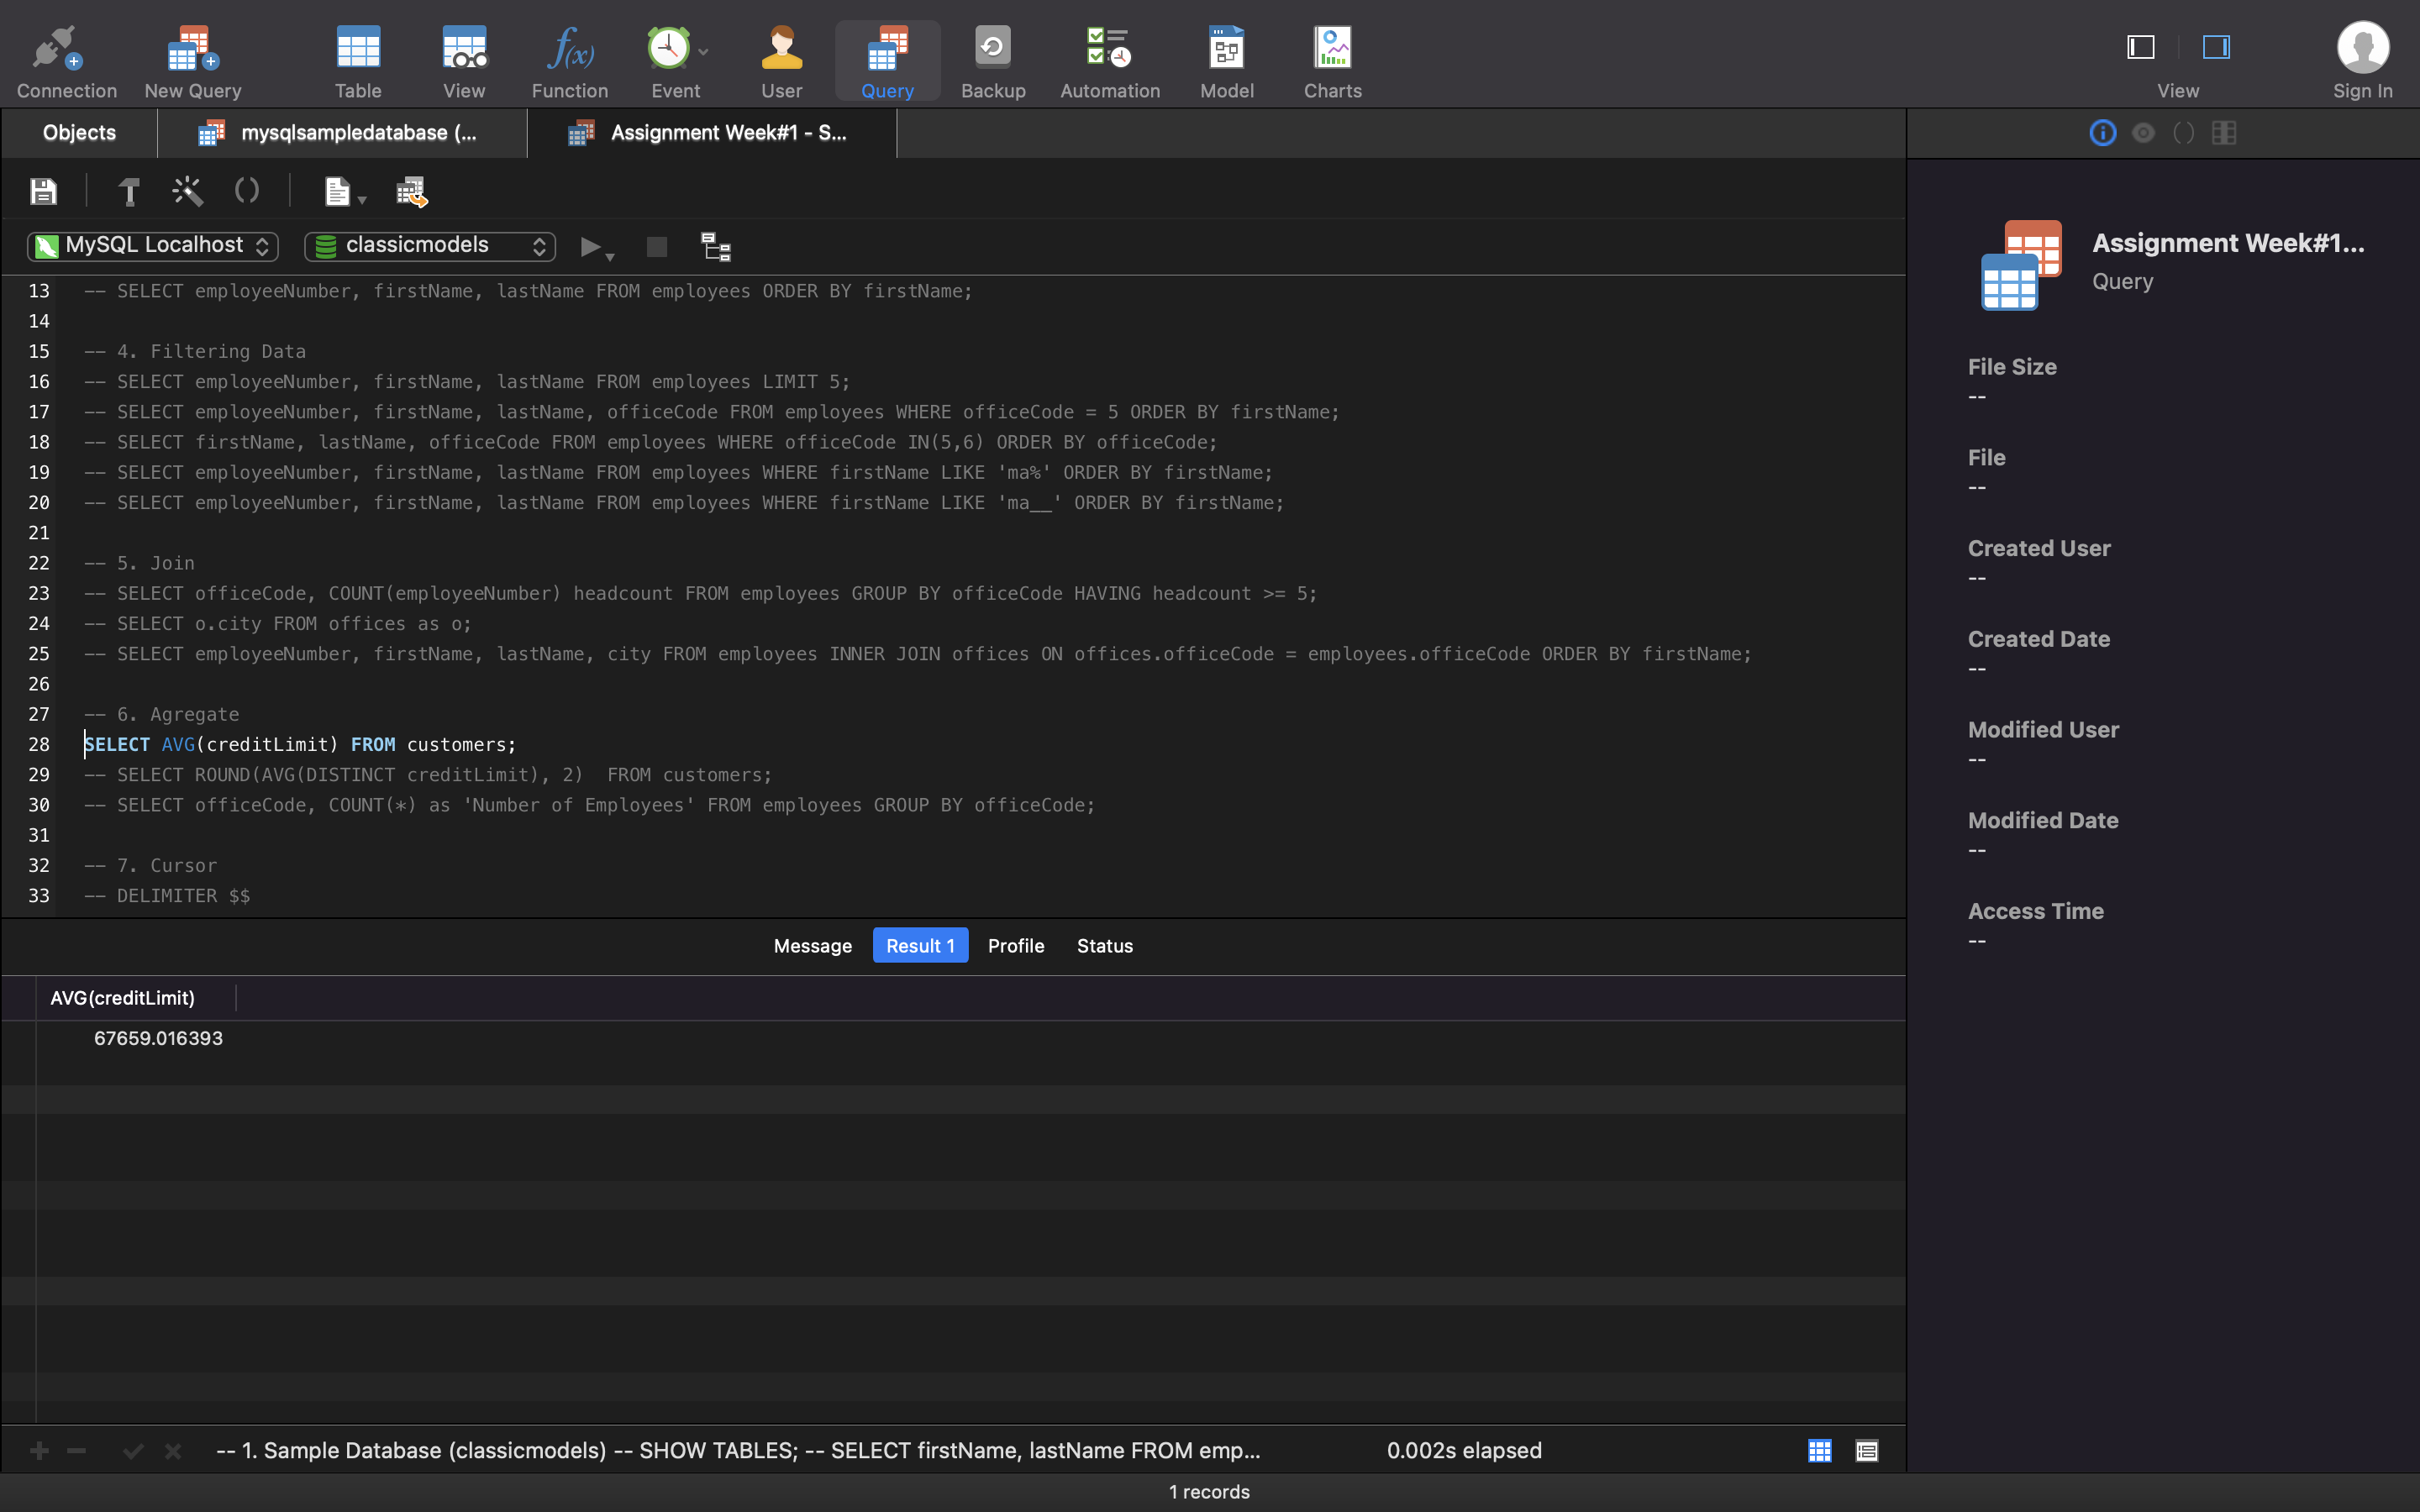 Connection New Query Table View Function Event User Query Backup Automation Model Charts View Sign In
Objects mysqlsampledatabase (... Assignment Week#1 - S...
MySQL Localhost classicmodels
13 -- SELECT employeeNumber, firstName, lastName FROM employees ORDER BY firstName;
14
15 -- 4. Filtering Data
16 -- SELECT employeeNumber, firstName, lastName FROM employees LIMIT 5;
17 -- SELECT employeeNumber, firstName, lastName, officeCode FROM employees WHERE officeCode = 5 ORDER BY firstName;
18 -- SELECT firstName, lastName, officeCode FROM employees WHERE officeCode IN(5,6) ORDER BY officeCode;
19 -- SELECT employeeNumber, firstName, lastName FROM employees WHERE firstName LIKE 'ma%' ORDER BY firstName;
20 -- SELECT employeeNumber, firstName, lastName FROM employees WHERE firstName LIKE 'ma__' ORDER BY firstName;
21
22 -- 5. Join
23 -- SELECT officeCode, COUNT(employeeNumber) headcount FROM employees GROUP BY officeCode HAVING headcount >= 5;
24 -- SELECT o.city FROM offices as o;
25 -- SELECT employeeNumber, firstName, lastName, city FROM employees INNER JOIN offices ON offices.officeCode = employees.officeCode ORDER BY firstName;
26
27 -- 6. Agregate
28 SELECT AVG(creditLimit) FROM customers;
29 -- SELECT ROUND(AVG(DISTINCT creditLimit), 2)  FROM customers;
30 -- SELECT officeCode, COUNT(*) as 'Number of Employees' FROM employees GROUP BY officeCode;
31
32 -- 7. Cursor
33 -- DELIMITER $$
Message Result 1 Profile Status
AVG(creditLimit)
67659.016393
-- 1. Sample Database (classicmodels) -- SHOW TABLES; -- SELECT firstName, lastName FROM emp... 0.002s elapsed
1 records
Assignment Week#1...
Query
File Size
--
File
--
Created User
--
Created Date
--
Modified User
--
Modified Date
--
Access Time
--